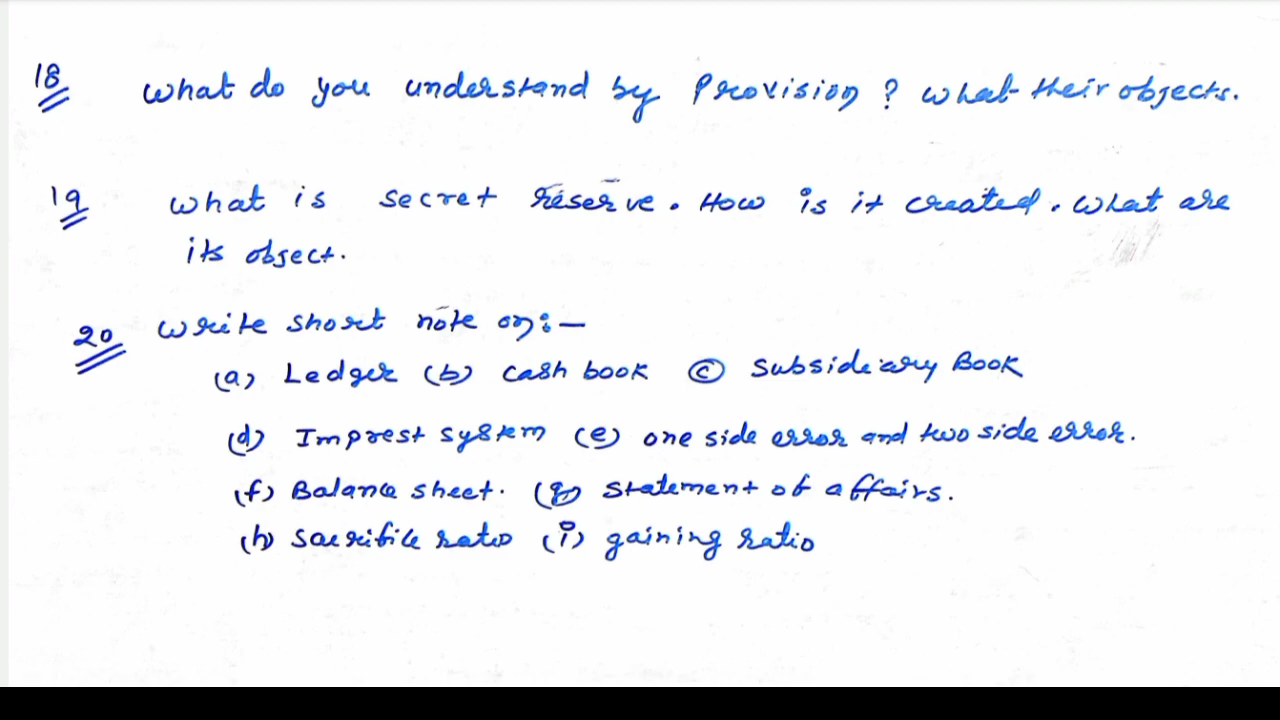 18 What do you understand by Provision ? What their objects.
19 What is secret reserve. How is it created. What are
its object.
20 Write short note on:—
(a) Ledger (b) cash book (c) Subsidiary Book
(d) Imprest system (e) one side error and two side error.
(f) Balance sheet. (g) Statement of affairs.
(h) Sacrifice ratio (i) gaining ratio